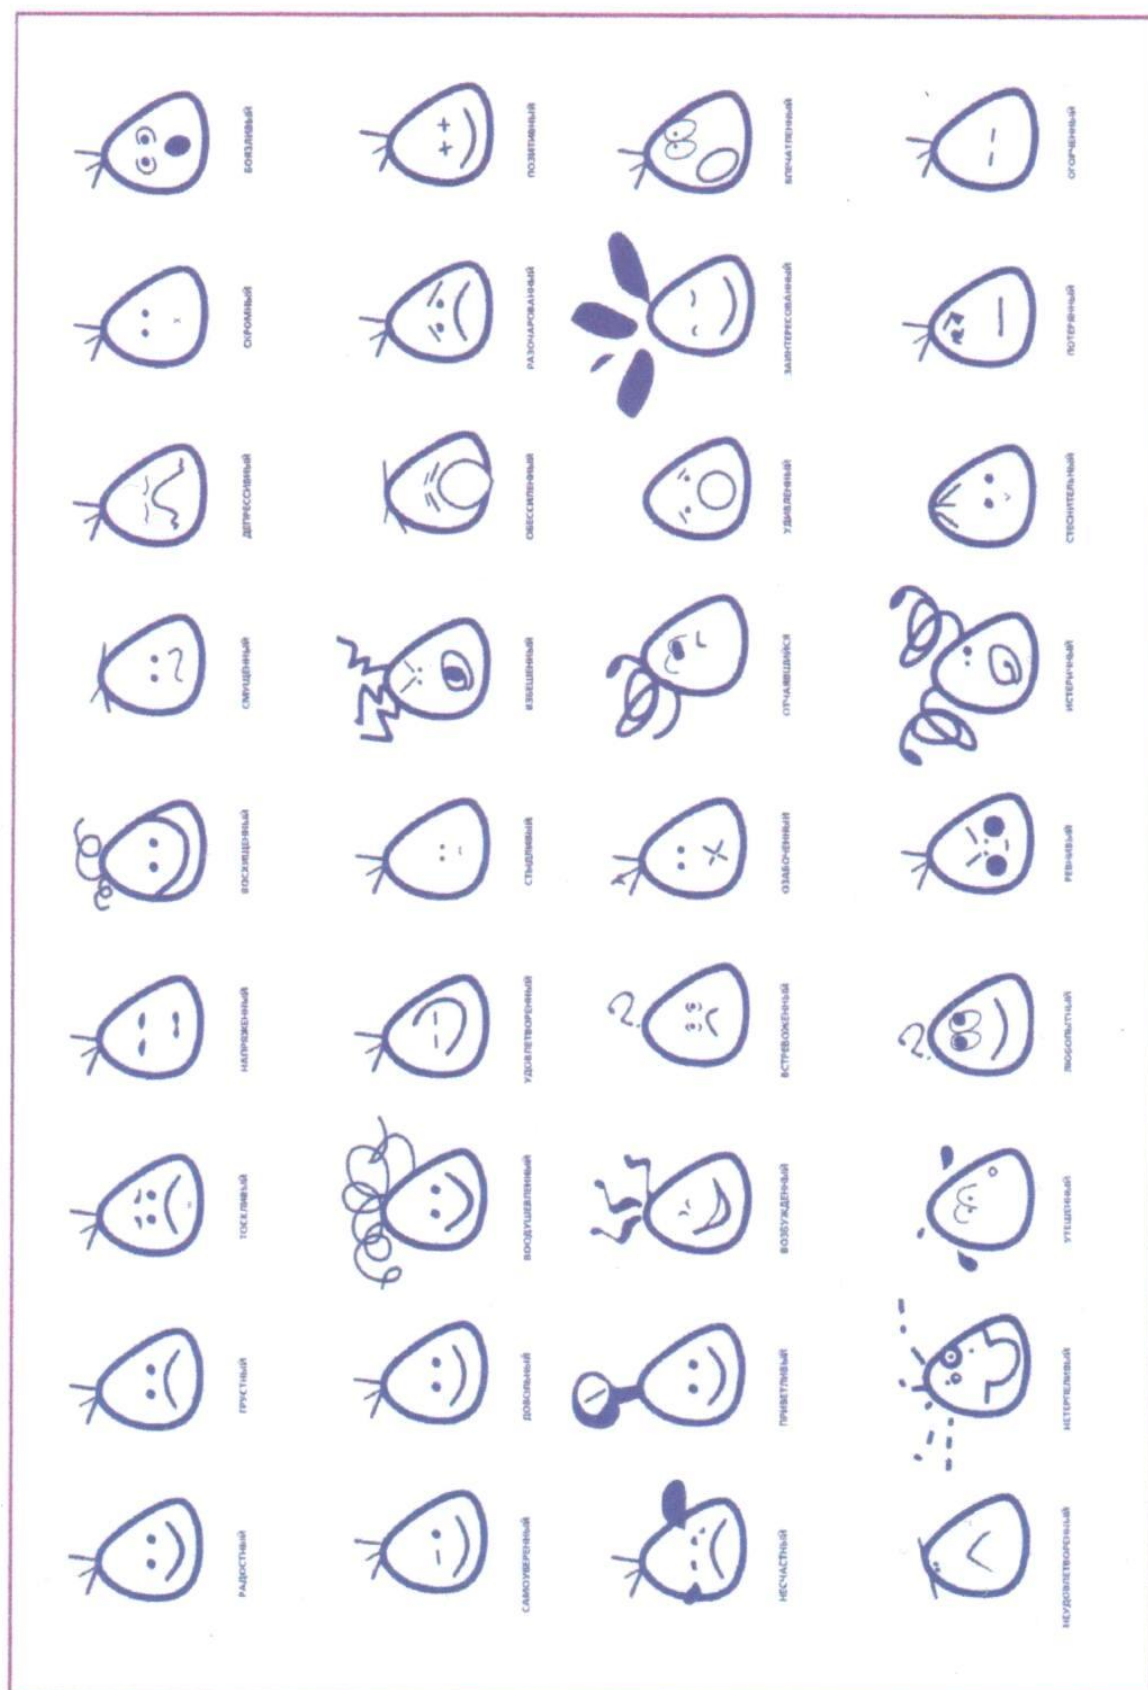 РАДОСТНЫЙ
ГРУСТНЫЙ
ТОСКЛИВЫЙ
НАПРЯЖЕННЫЙ
ВОСХИЩЕННЫЙ
СМУЩЕННЫЙ
ДЕПРЕССИВНЫЙ
СКРОМНЫЙ
БОЯЗЛИВЫЙ
САМОУВЕРЕННЫЙ
ДОВОЛЬНЫЙ
ВООДУШЕВЛЕННЫЙ
УДОВЛЕТВОРЕННЫЙ
СТЫДЛИВЫЙ
ВЗБЕШЕННЫЙ
ОБЕССИЛЕННЫЙ
РАЗОЧАРОВАННЫЙ
ПОЗИТИВНЫЙ
НЕСЧАСТНЫЙ
ПРИВЕТЛИВЫЙ
ВОЗБУЖДЕННЫЙ
ВСТРЕВОЖЕННЫЙ
ОЗАБОЧЕННЫЙ
ОТЧАЯВШИЙСЯ
УДИВЛЕННЫЙ
ЗАИНТЕРЕСОВАННЫЙ
ВПЕЧАТЛЕННЫЙ
НЕУДОВЛЕТВОРЕННЫЙ
НЕТЕРПЕЛИВЫЙ
УТЕШЕННЫЙ
ЛЮБОПЫТНЫЙ
РЕВНИВЫЙ
ИСТЕРИЧНЫЙ
СТЕСНИТЕЛЬНЫЙ
ПОТЕРЯННЫЙ
ОГОРЧЕННЫЙ